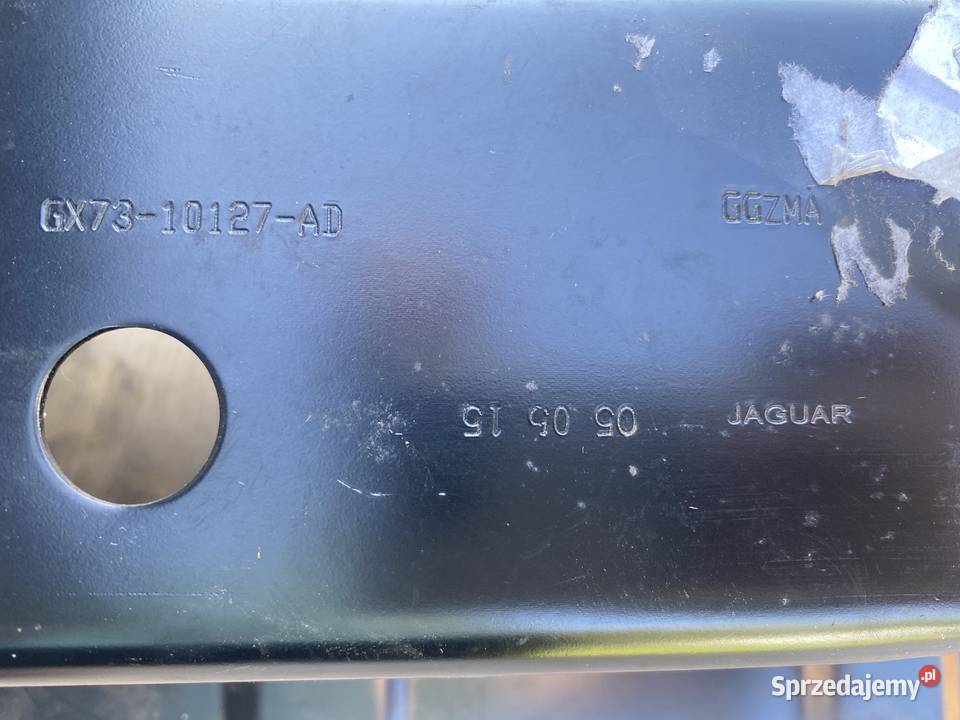 GX73-10127-AD GGZMA
05 05 15 JAGUAR
Sprzedajemy.pl